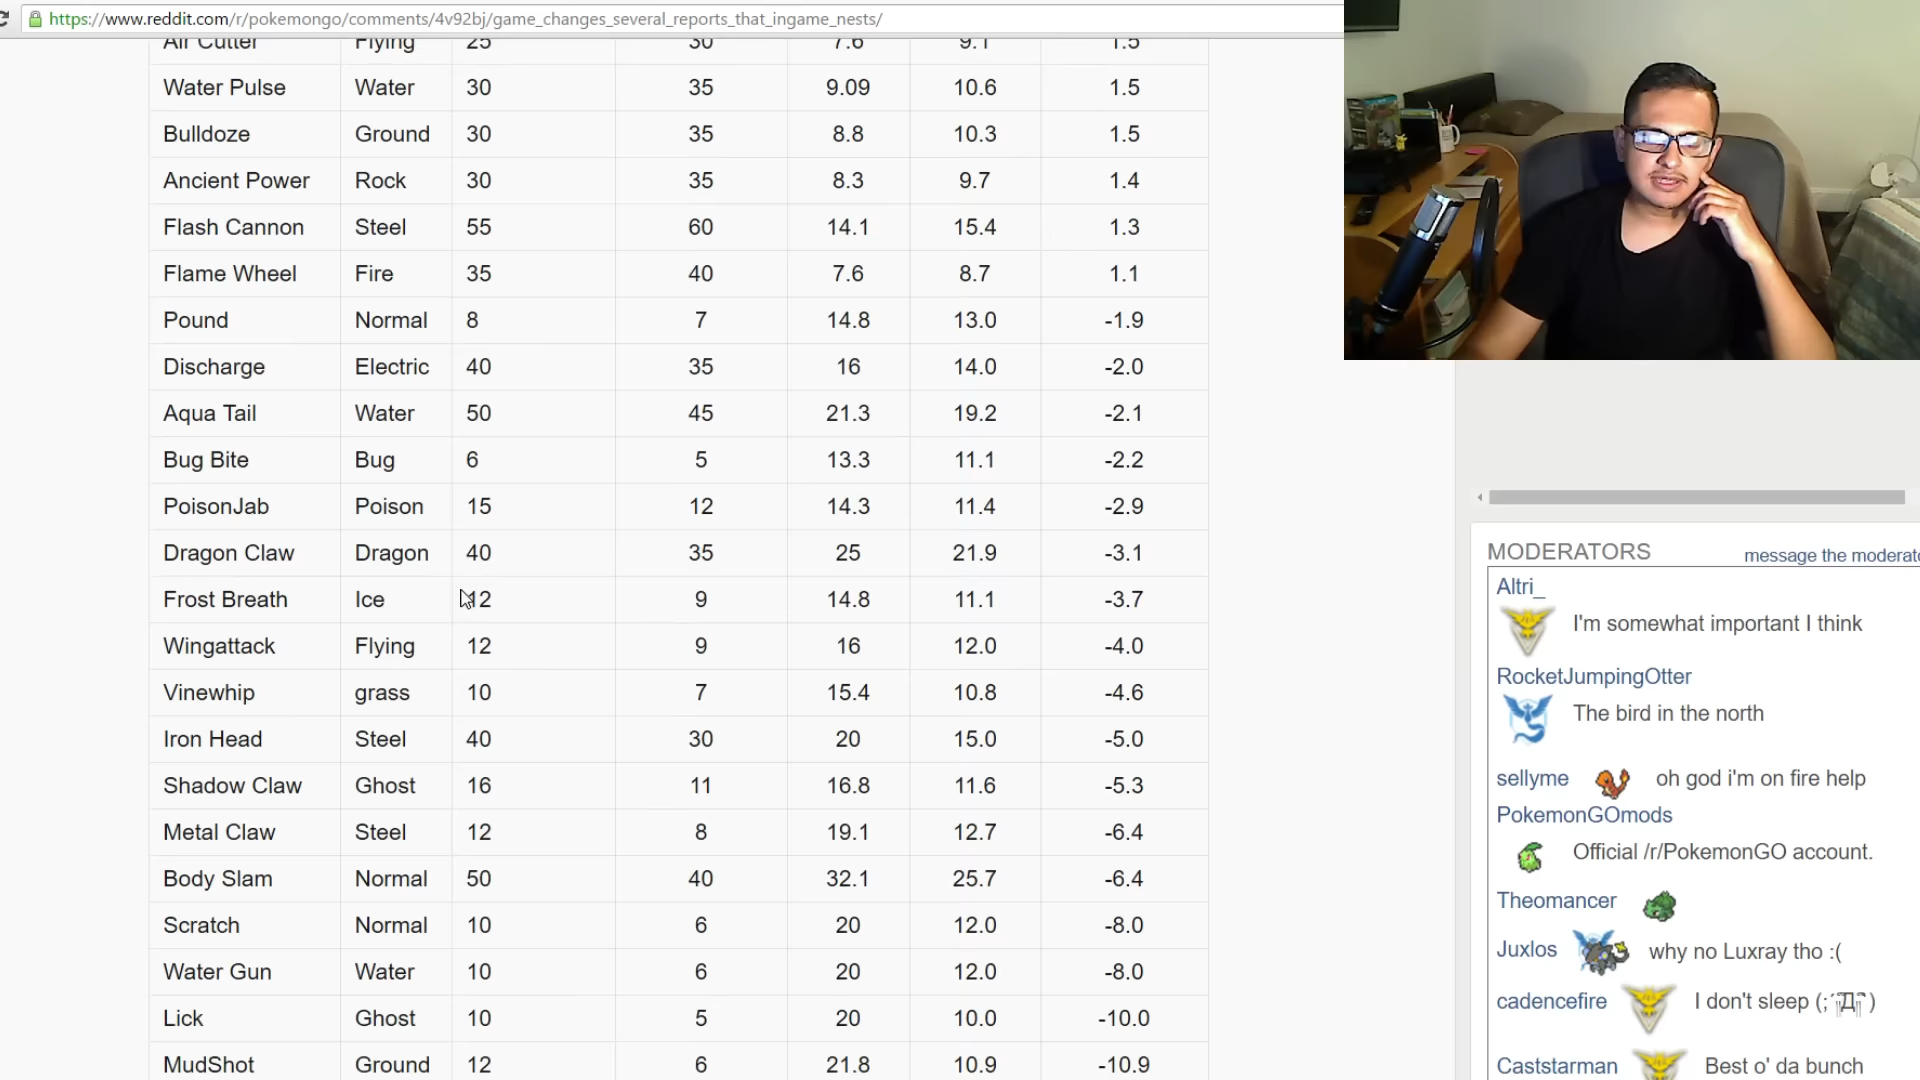 https://www.reddit.com/r/pokemongo/comments/4v92bj/game_changes_several_reports_that_ingame_nests/
Air Cutter Flying 25 30 7.6 9.1 1.5
Water Pulse Water 30 35 9.09 10.6 1.5
Bulldoze Ground 30 35 8.8 10.3 1.5
Ancient Power Rock 30 35 8.3 9.7 1.4
Flash Cannon Steel 55 60 14.1 15.4 1.3
Flame Wheel Fire 35 40 7.6 8.7 1.1
Pound Normal 8 7 14.8 13.0 -1.9
Discharge Electric 40 35 16 14.0 -2.0
Aqua Tail Water 50 45 21.3 19.2 -2.1
Bug Bite Bug 6 5 13.3 11.1 -2.2
PoisonJab Poison 15 12 14.3 11.4 -2.9
Dragon Claw Dragon 40 35 25 21.9 -3.1
Frost Breath Ice 12 9 14.8 11.1 -3.7
Wingattack Flying 12 9 16 12.0 -4.0
Vinewhip grass 10 7 15.4 10.8 -4.6
Iron Head Steel 40 30 20 15.0 -5.0
Shadow Claw Ghost 16 11 16.8 11.6 -5.3
Metal Claw Steel 12 8 19.1 12.7 -6.4
Body Slam Normal 50 40 32.1 25.7 -6.4
Scratch Normal 10 6 20 12.0 -8.0
Water Gun Water 10 6 20 12.0 -8.0
Lick Ghost 10 5 20 10.0 -10.0
MudShot Ground 12 6 21.8 10.9 -10.9
MODERATORS message the moderato
Altri_
I'm somewhat important I think
RocketJumpingOtter
The bird in the north
sellyme oh god i'm on fire help
PokemonGOmods
Official /r/PokemonGO account.
Theomancer
Juxlos why no Luxray tho :(
cadencefire I don't sleep
Caststarman Best o' da bunch